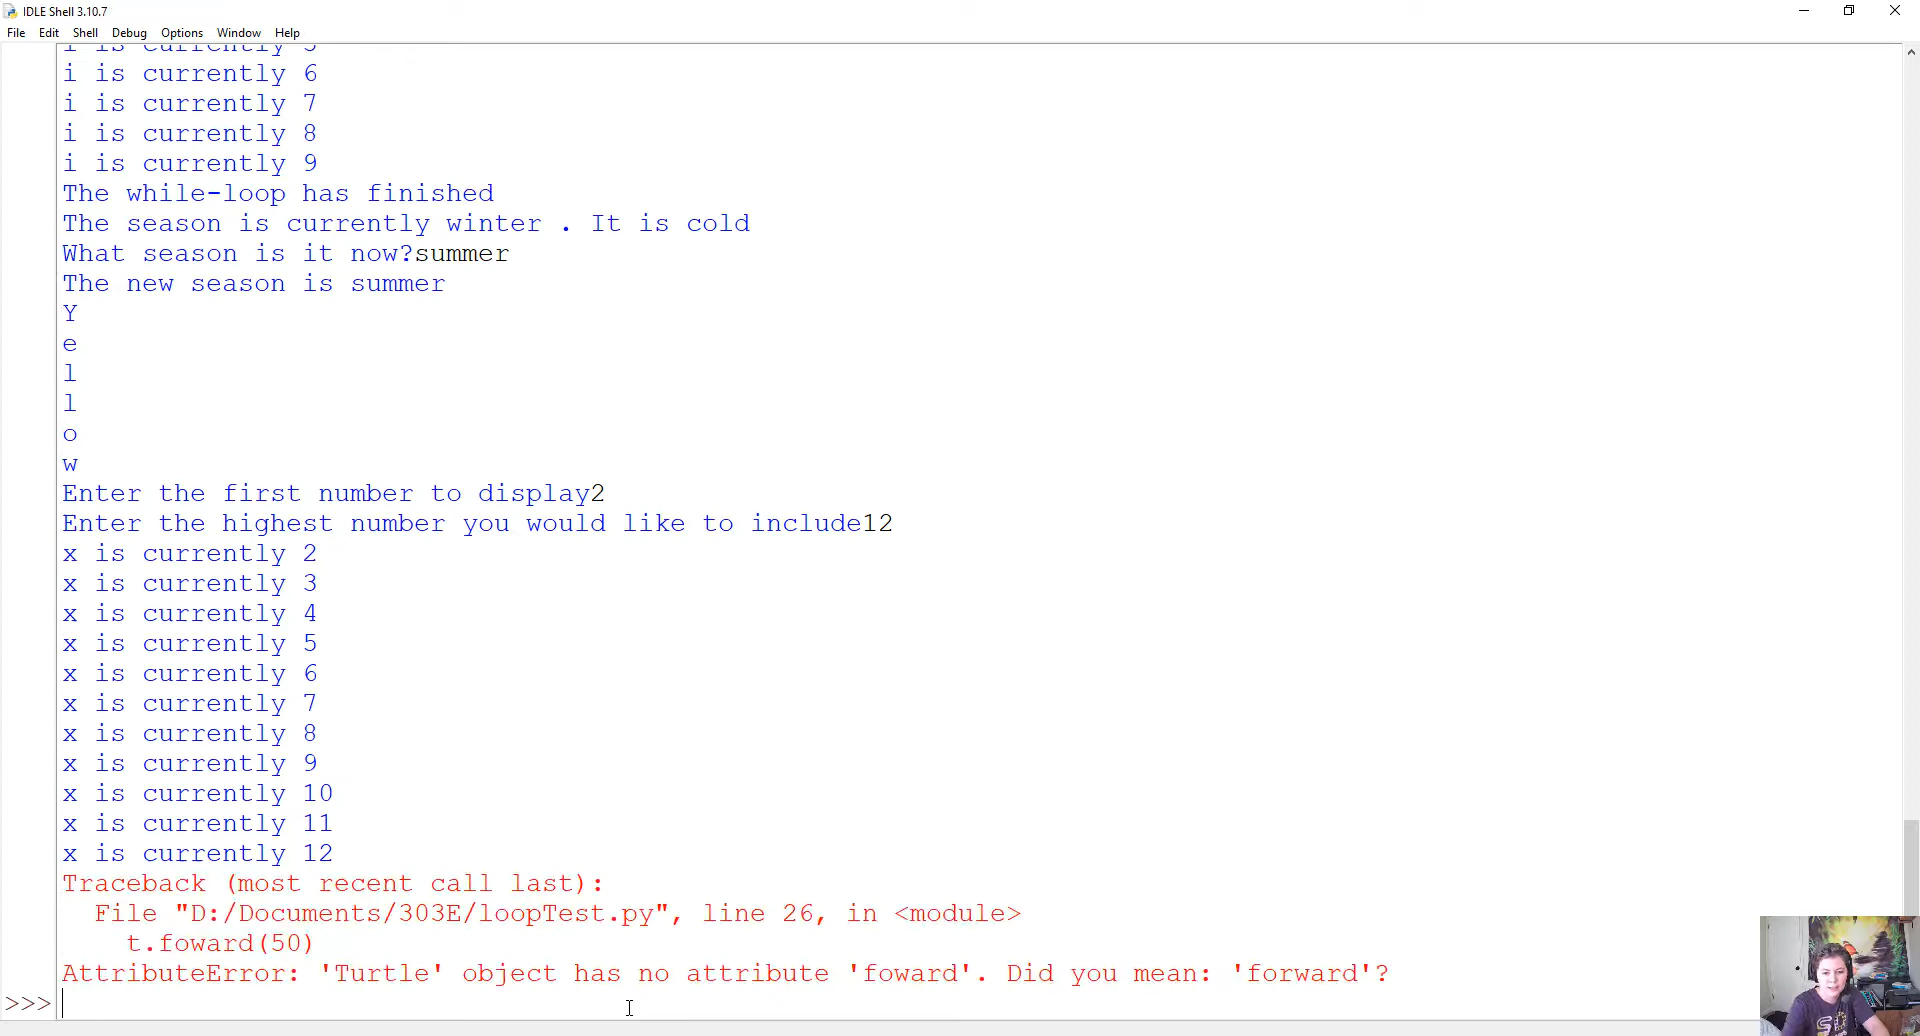 IDLE Shell 3.10.7
File Edit Shell Debug Options Window Help
i is currently 5
i is currently 6
i is currently 7
i is currently 8
i is currently 9
The while-loop has finished
The season is currently winter . It is cold
What season is it now?summer
The new season is summer
Y
e
l
l
o
w
Enter the first number to display2
Enter the highest number you would like to include12
x is currently 2
x is currently 3
x is currently 4
x is currently 5
x is currently 6
x is currently 7
x is currently 8
x is currently 9
x is currently 10
x is currently 11
x is currently 12
Traceback (most recent call last):
File "D:/Documents/303E/loopTest.py", line 26, in <module>
t.foward(50)
AttributeError: 'Turtle' object has no attribute 'foward'. Did you mean: 'forward'?
>>>